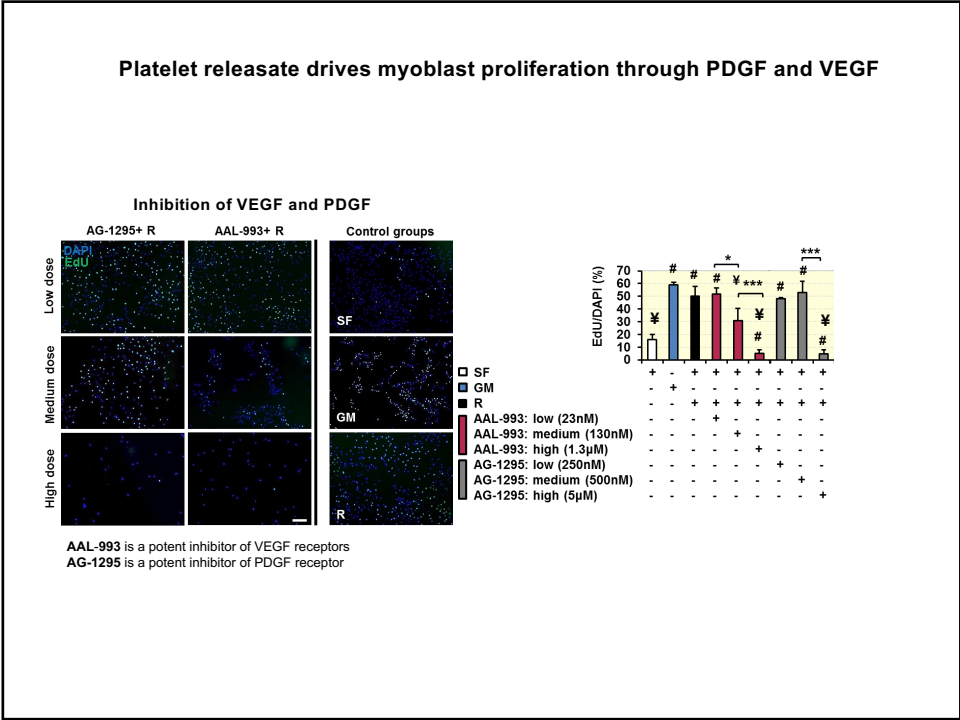 Platelet releasate drives myoblast proliferation through PDGF and VEGF
Inhibition of VEGF and PDGF
AG-1295+ R
AAL-993+ R
Control groups
Low dose
Medium dose
High dose
DAPI
EdU
SF
GM
R
AAL-993 is a potent inhibitor of VEGF receptors
AG-1295 is a potent inhibitor of PDGF receptor
EdU/DAPI (%)
70
60
50
40
30
20
10
0
¥ # # # ¥ ¥ # # # ¥ #
* *** ***
SF + - + + + + + + +
GM - + - - - - - - -
R - - + + + + + + +
AAL-993: low (23nM) - - - + - - - - -
AAL-993: medium (130nM) - - - - + - - - -
AAL-993: high (1.3µM) - - - - - + - - -
AG-1295: low (250nM) - - - - - - + - -
AG-1295: medium (500nM) - - - - - - - + -
AG-1295: high (5µM) - - - - - - - - +